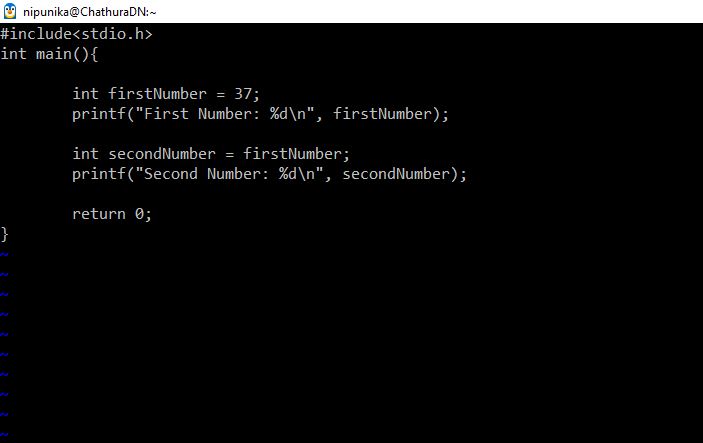 nipunika@ChathuraDN:~
#include<stdio.h>
int main(){
        int firstNumber = 37;
        printf("First Number: %d\n", firstNumber);
        int secondNumber = firstNumber;
        printf("Second Number: %d\n", secondNumber);
        return 0;
}
~
~
~
~
~
~
~
~
~
~